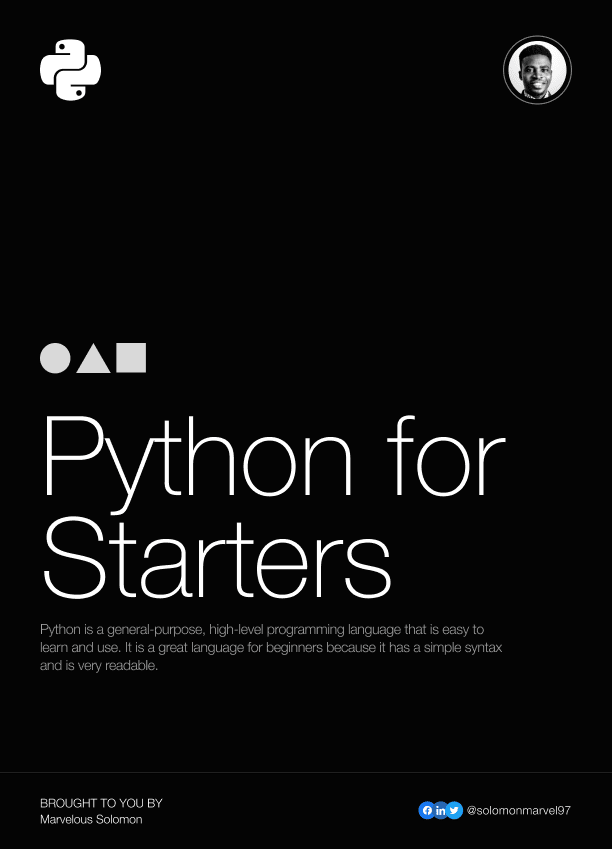 Python for
Starters
Python is a general-purpose, high-level programming language that is easy to
learn and use. It is a great language for beginners because it has a simple syntax
and is very readable.
BROUGHT TO YOU BY
Marvelous Solomon
@solomonmarvel97